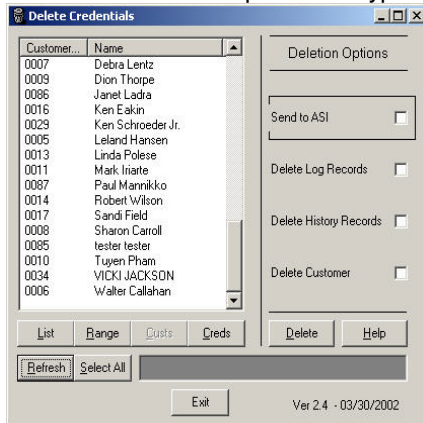 Delete Credentials
Customer... Name
0007 Debra Lentz
0009 Dion Thorpe
0086 Janet Ladra
0016 Ken Eakin
0029 Ken Schroeder Jr.
0005 Leland Hansen
0013 Linda Polese
0011 Mark Iriarte
0087 Paul Mannikko
0014 Robert Wilson
0017 Sandi Field
0008 Sharon Carroll
0085 tester tester
0010 Tuyen Pham
0034 VICKI JACKSON
0006 Walter Callahan
List Range Custs Creds
Refresh Select All
Deletion Options
Send to ASI
Delete Log Records
Delete History Records
Delete Customer
Delete Help
Exit
Ver 2.4 - 03/30/2002